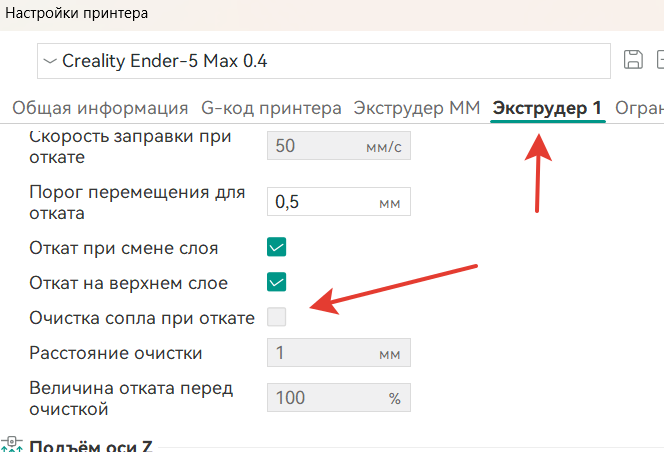 Настройки принтера
Creality Ender-5 Max 0.4
Общая информация G-код принтера Экструдер ММ Экструдер 1 Огран
Скорость заправки при
откате
50 мм/с
Порог перемещения для
отката
0,5 мм
Откат при смене слоя
Откат на верхнем слое
Очистка сопла при откате
Расстояние очистки 1 мм
Величина отката перед
очисткой
100 %
Подъём оси Z